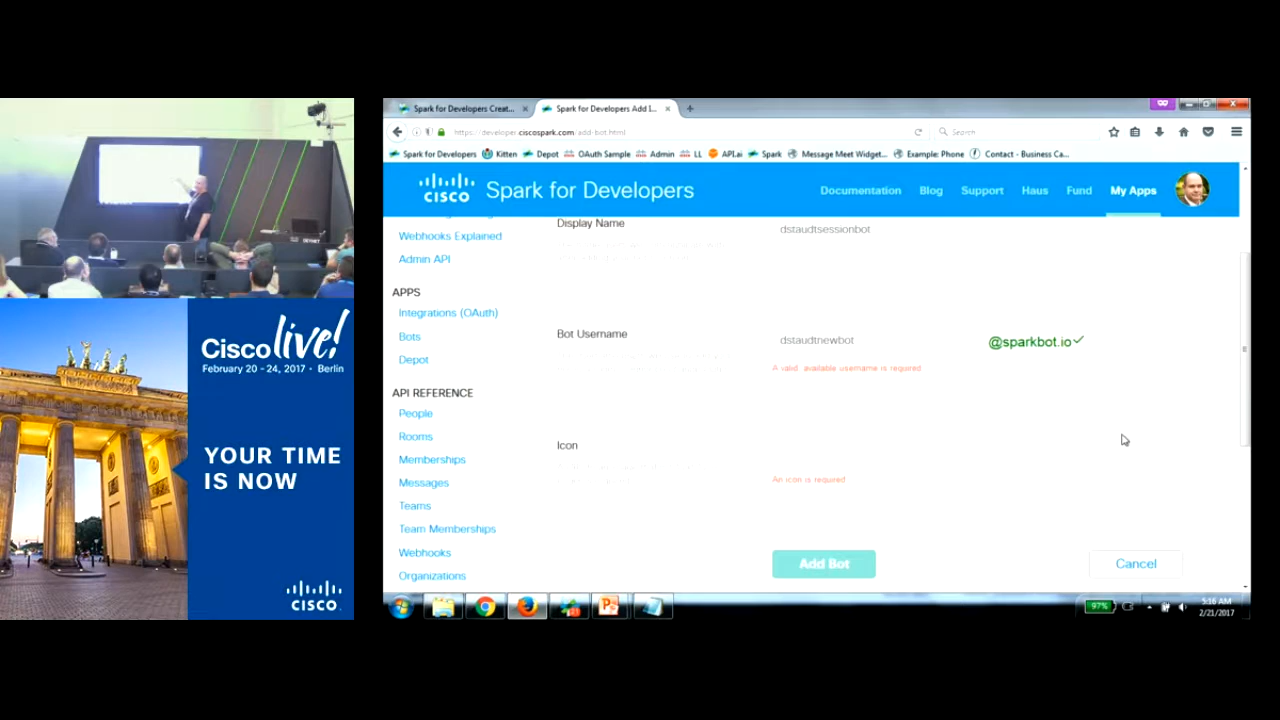 Cisco live!
February 20 - 24, 2017 • Berlin
YOUR TIME
IS NOW
CISCO
Spark for Developers Creat...
Spark for Developers Add I...
https://developer.ciscospark.com/add-bot.html
Search
Spark for Developers
Kitten
Depot
OAuth Sample
Admin
LL
API.ai
Spark
Message Meet Widget...
Example: Phone
Contact - Business Ca...
CISCO
Spark for Developers
Documentation
Blog
Support
Haus
Fund
My Apps
Webhooks Explained
Admin API
APPS
Integrations (OAuth)
Bots
Depot
API REFERENCE
People
Rooms
Memberships
Messages
Teams
Team Memberships
Webhooks
Organizations
Display Name
dstaudtsessionbot
Bot Username
dstaudtnewbot
@sparkbot.io
A valid, available username is required
Icon
An icon is required
Add Bot
Cancel
97%
5:16 AM
2/21/2017